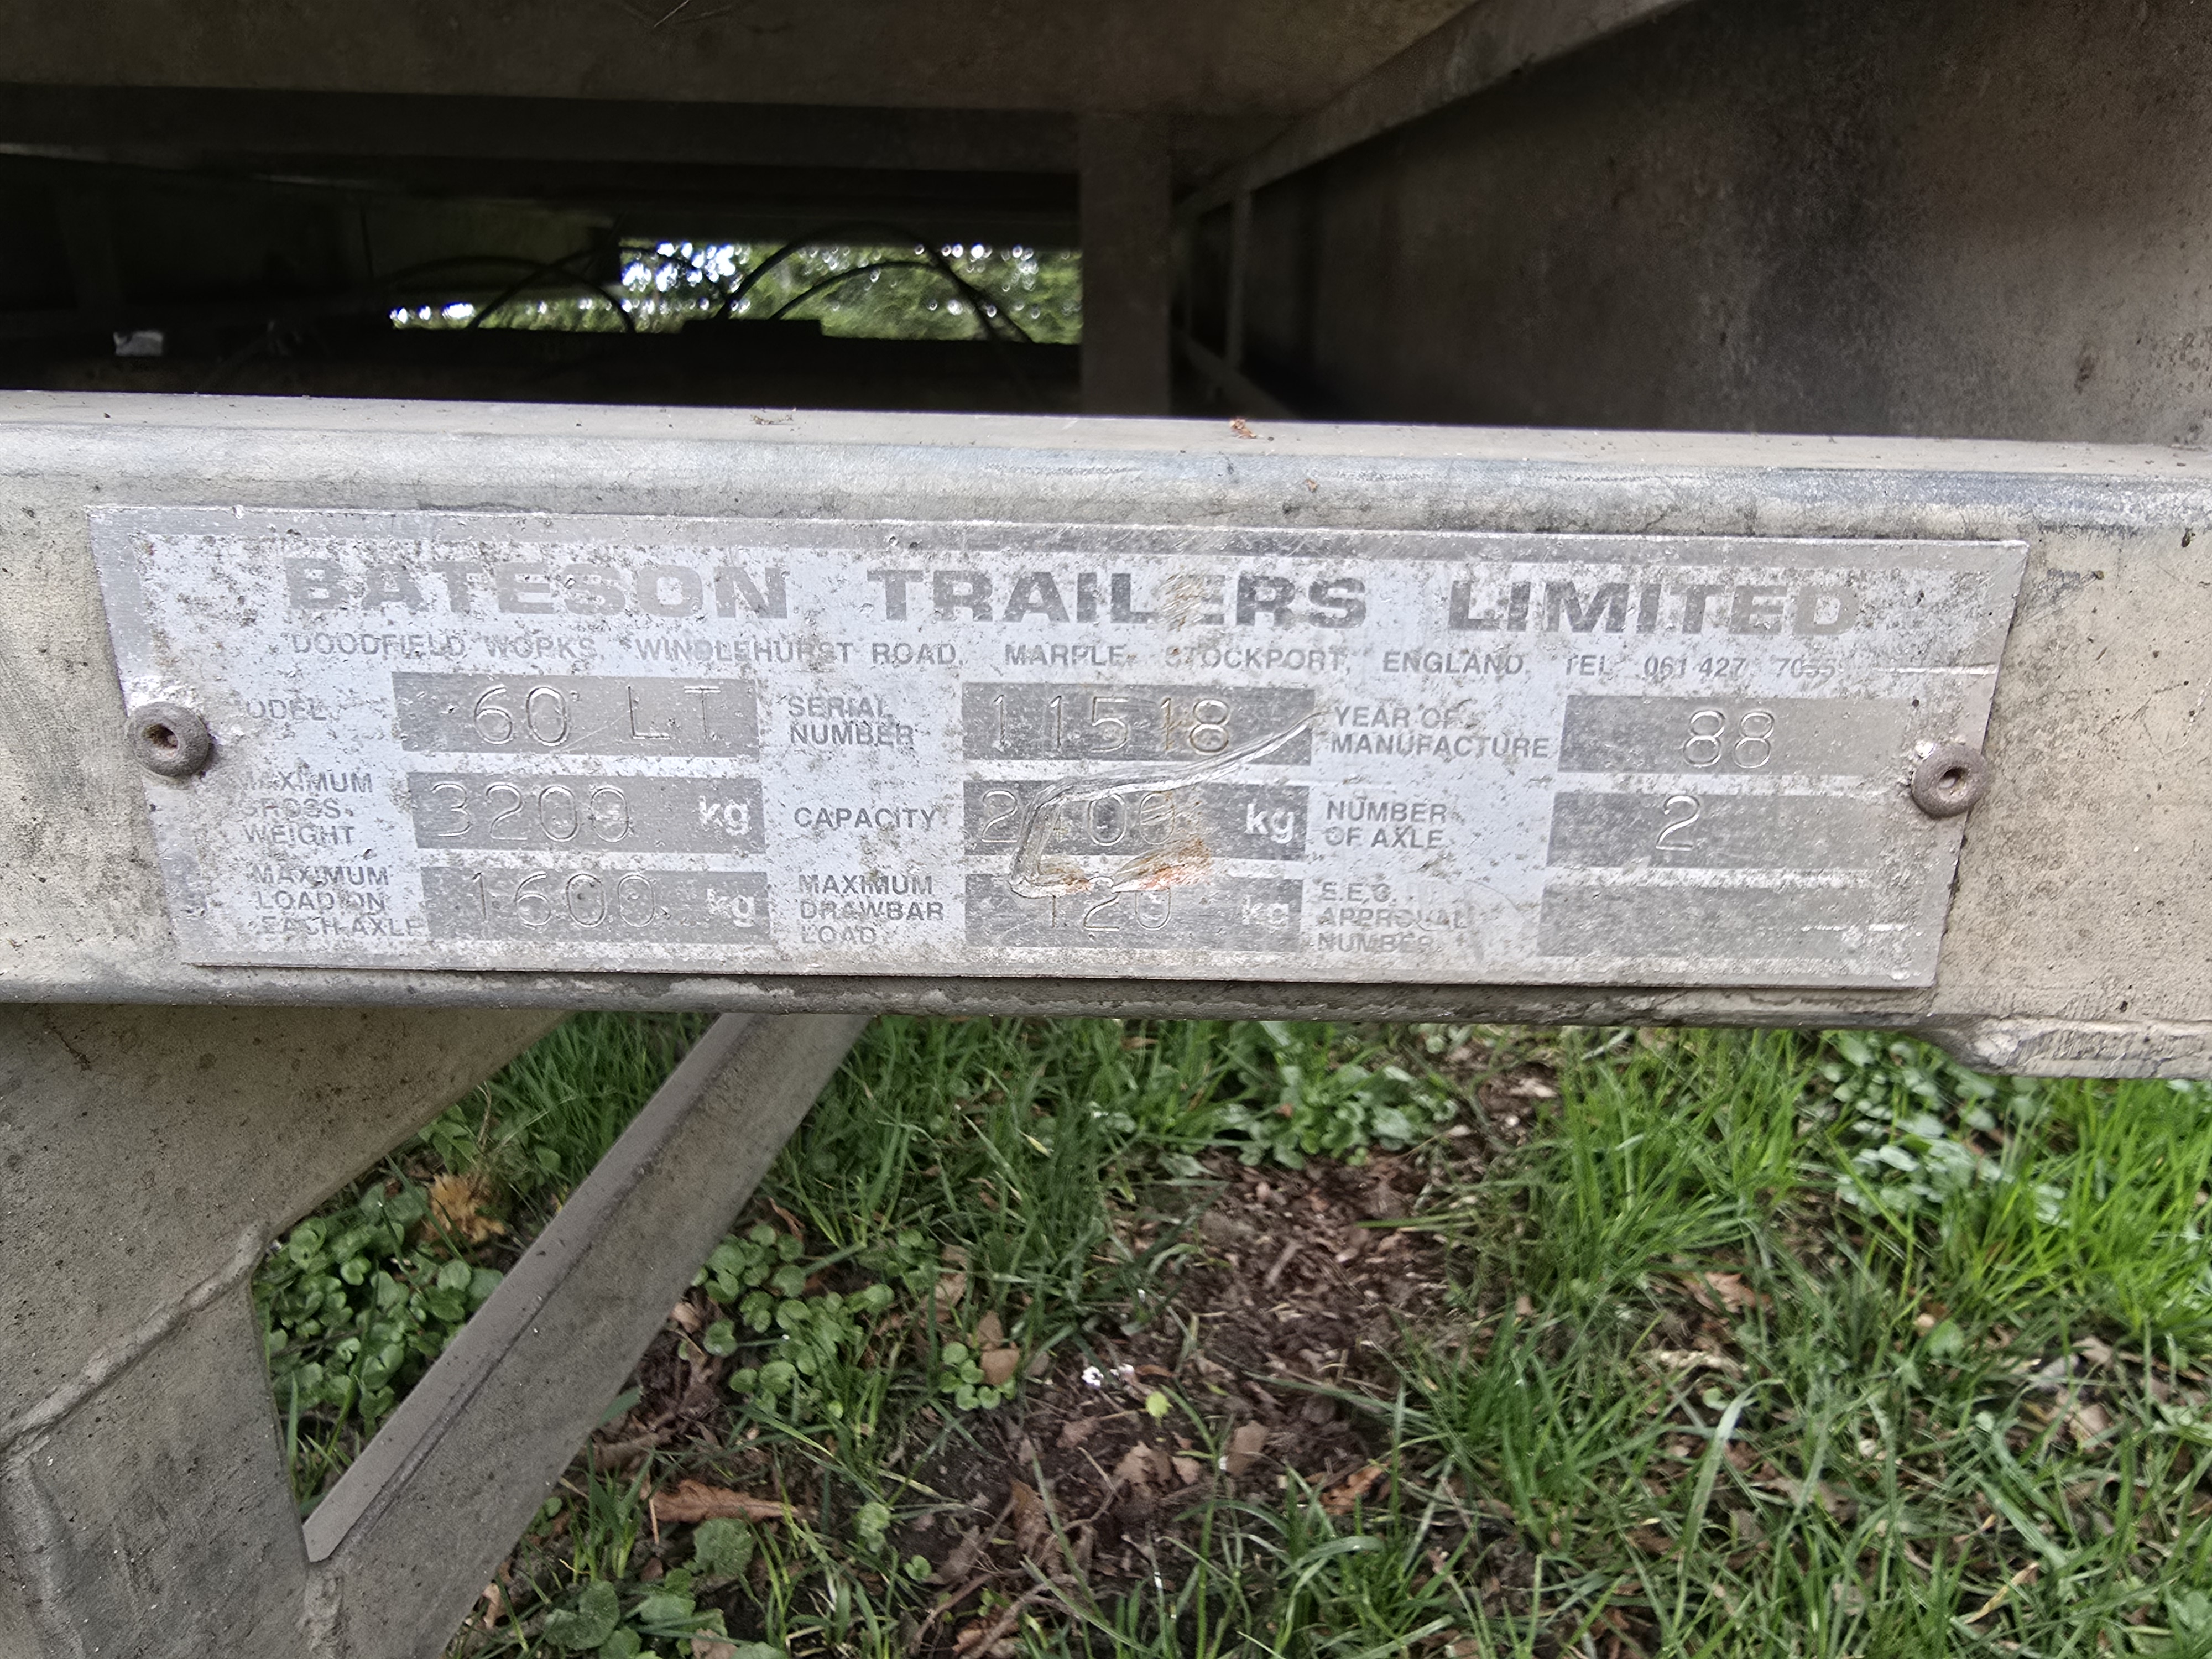 BATESON TRAILERS LIMITED
DOODFIELD WORKS, WINDLEHURST ROAD, MARPLE, STOCKPORT, ENGLAND. TEL 061 427
MODEL 60 LT SERIAL NUMBER 11518 YEAR OF MANUFACTURE 88
MAXIMUM GROSS WEIGHT 3200 kg CAPACITY kg NUMBER OF AXLE 2
MAXIMUM LOAD ON EACH AXLE 1600 kg MAXIMUM DRAWBAR LOAD 120 kg E.E.C. APPROVAL NUMBER